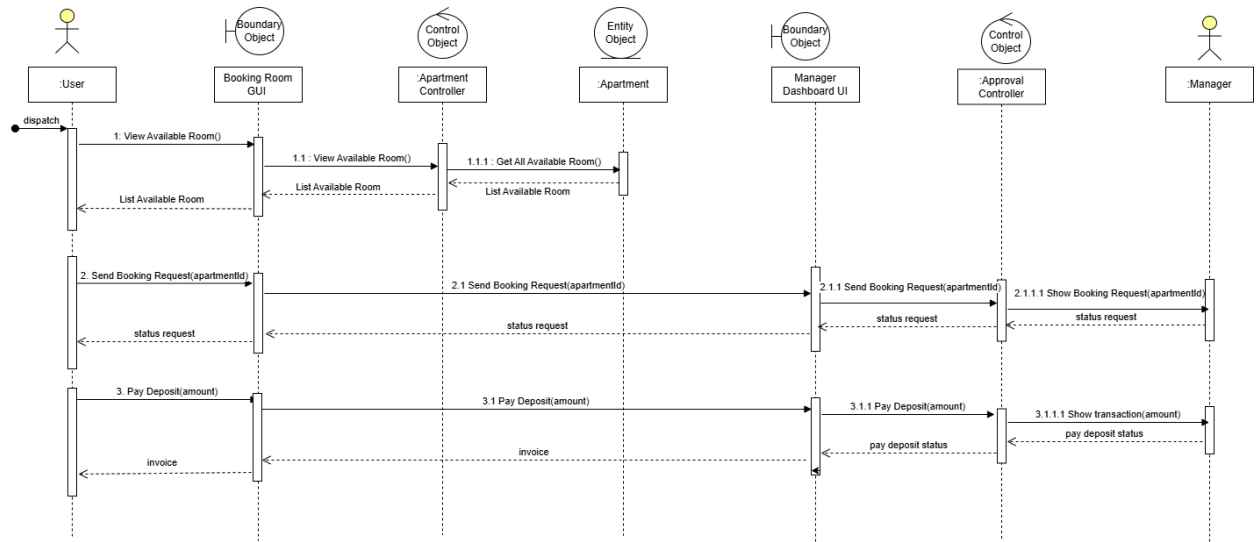 Boundary
Object
Control
Object
Entity
Object
Boundary
Object
Control
Object
:User
Booking Room
GUI
:Apartment
Controller
:Apartment
Manager
Dashboard UI
:Approval
Controller
:Manager
dispatch
1: View Available Room()
1.1 : View Available Room()
1.1.1 : Get All Available Room()
List Available Room
List Available Room
List Available Room
2. Send Booking Request(apartmentId)
2.1 Send Booking Request(apartmentId)
2.1.1 Send Booking Request(apartmentId)
2.1.1.1 Show Booking Request(apartmentId)
status request
status request
status request
status request
3. Pay Deposit(amount)
3.1 Pay Deposit(amount)
3.1.1 Pay Deposit(amount)
3.1.1.1 Show transaction(amount)
pay deposit status
pay deposit status
invoice
invoice